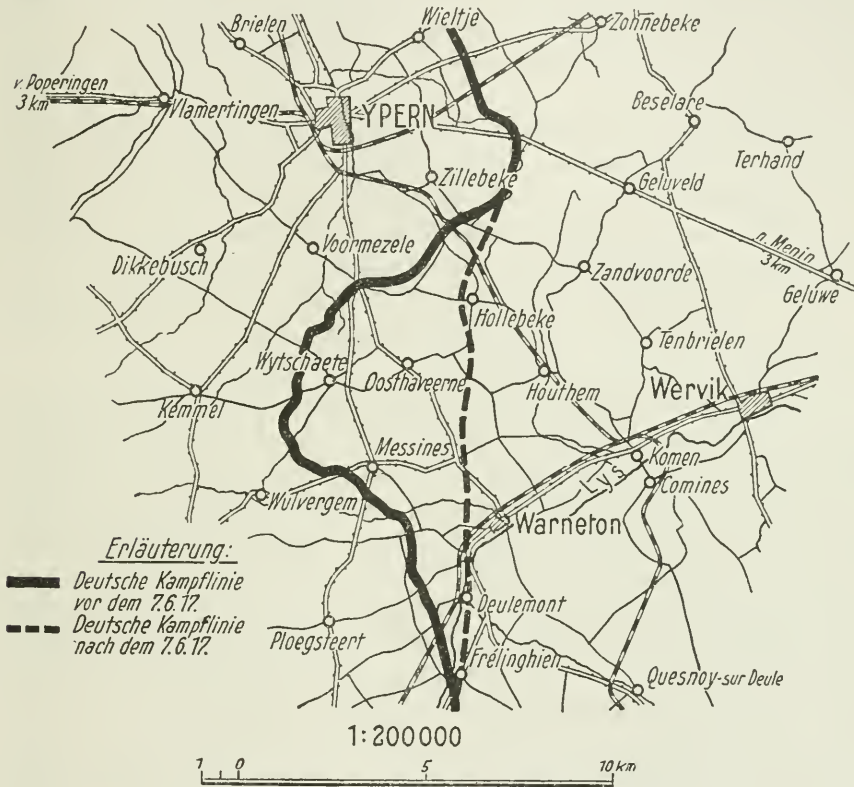 Brielen
Wieltje
Zonnebeke
v. Poperingen
3 km
Vlamertingen
YPERN
Beselare
Terhand
Zillebeke
Geluveld
n. Menin
3 km
Geluwe
Dikkebusch
Voormezele
Zandvoorde
Hollebeke
Tenbrielen
Wytschaete
Oosttaverne
Houthem
Wervik
Kemmel
Messines
Komen
Lys
Comines
Wulvergem
Warneton
Erläuterung:
Deutsche Kampflinie
vor dem 7.6.17.
Deutsche Kampflinie
nach dem 7.6.17.
Deulemont
Ploegsteert
Frélinghien
Quesnoy-sur Deule
1:200000
1 0 5 10 km